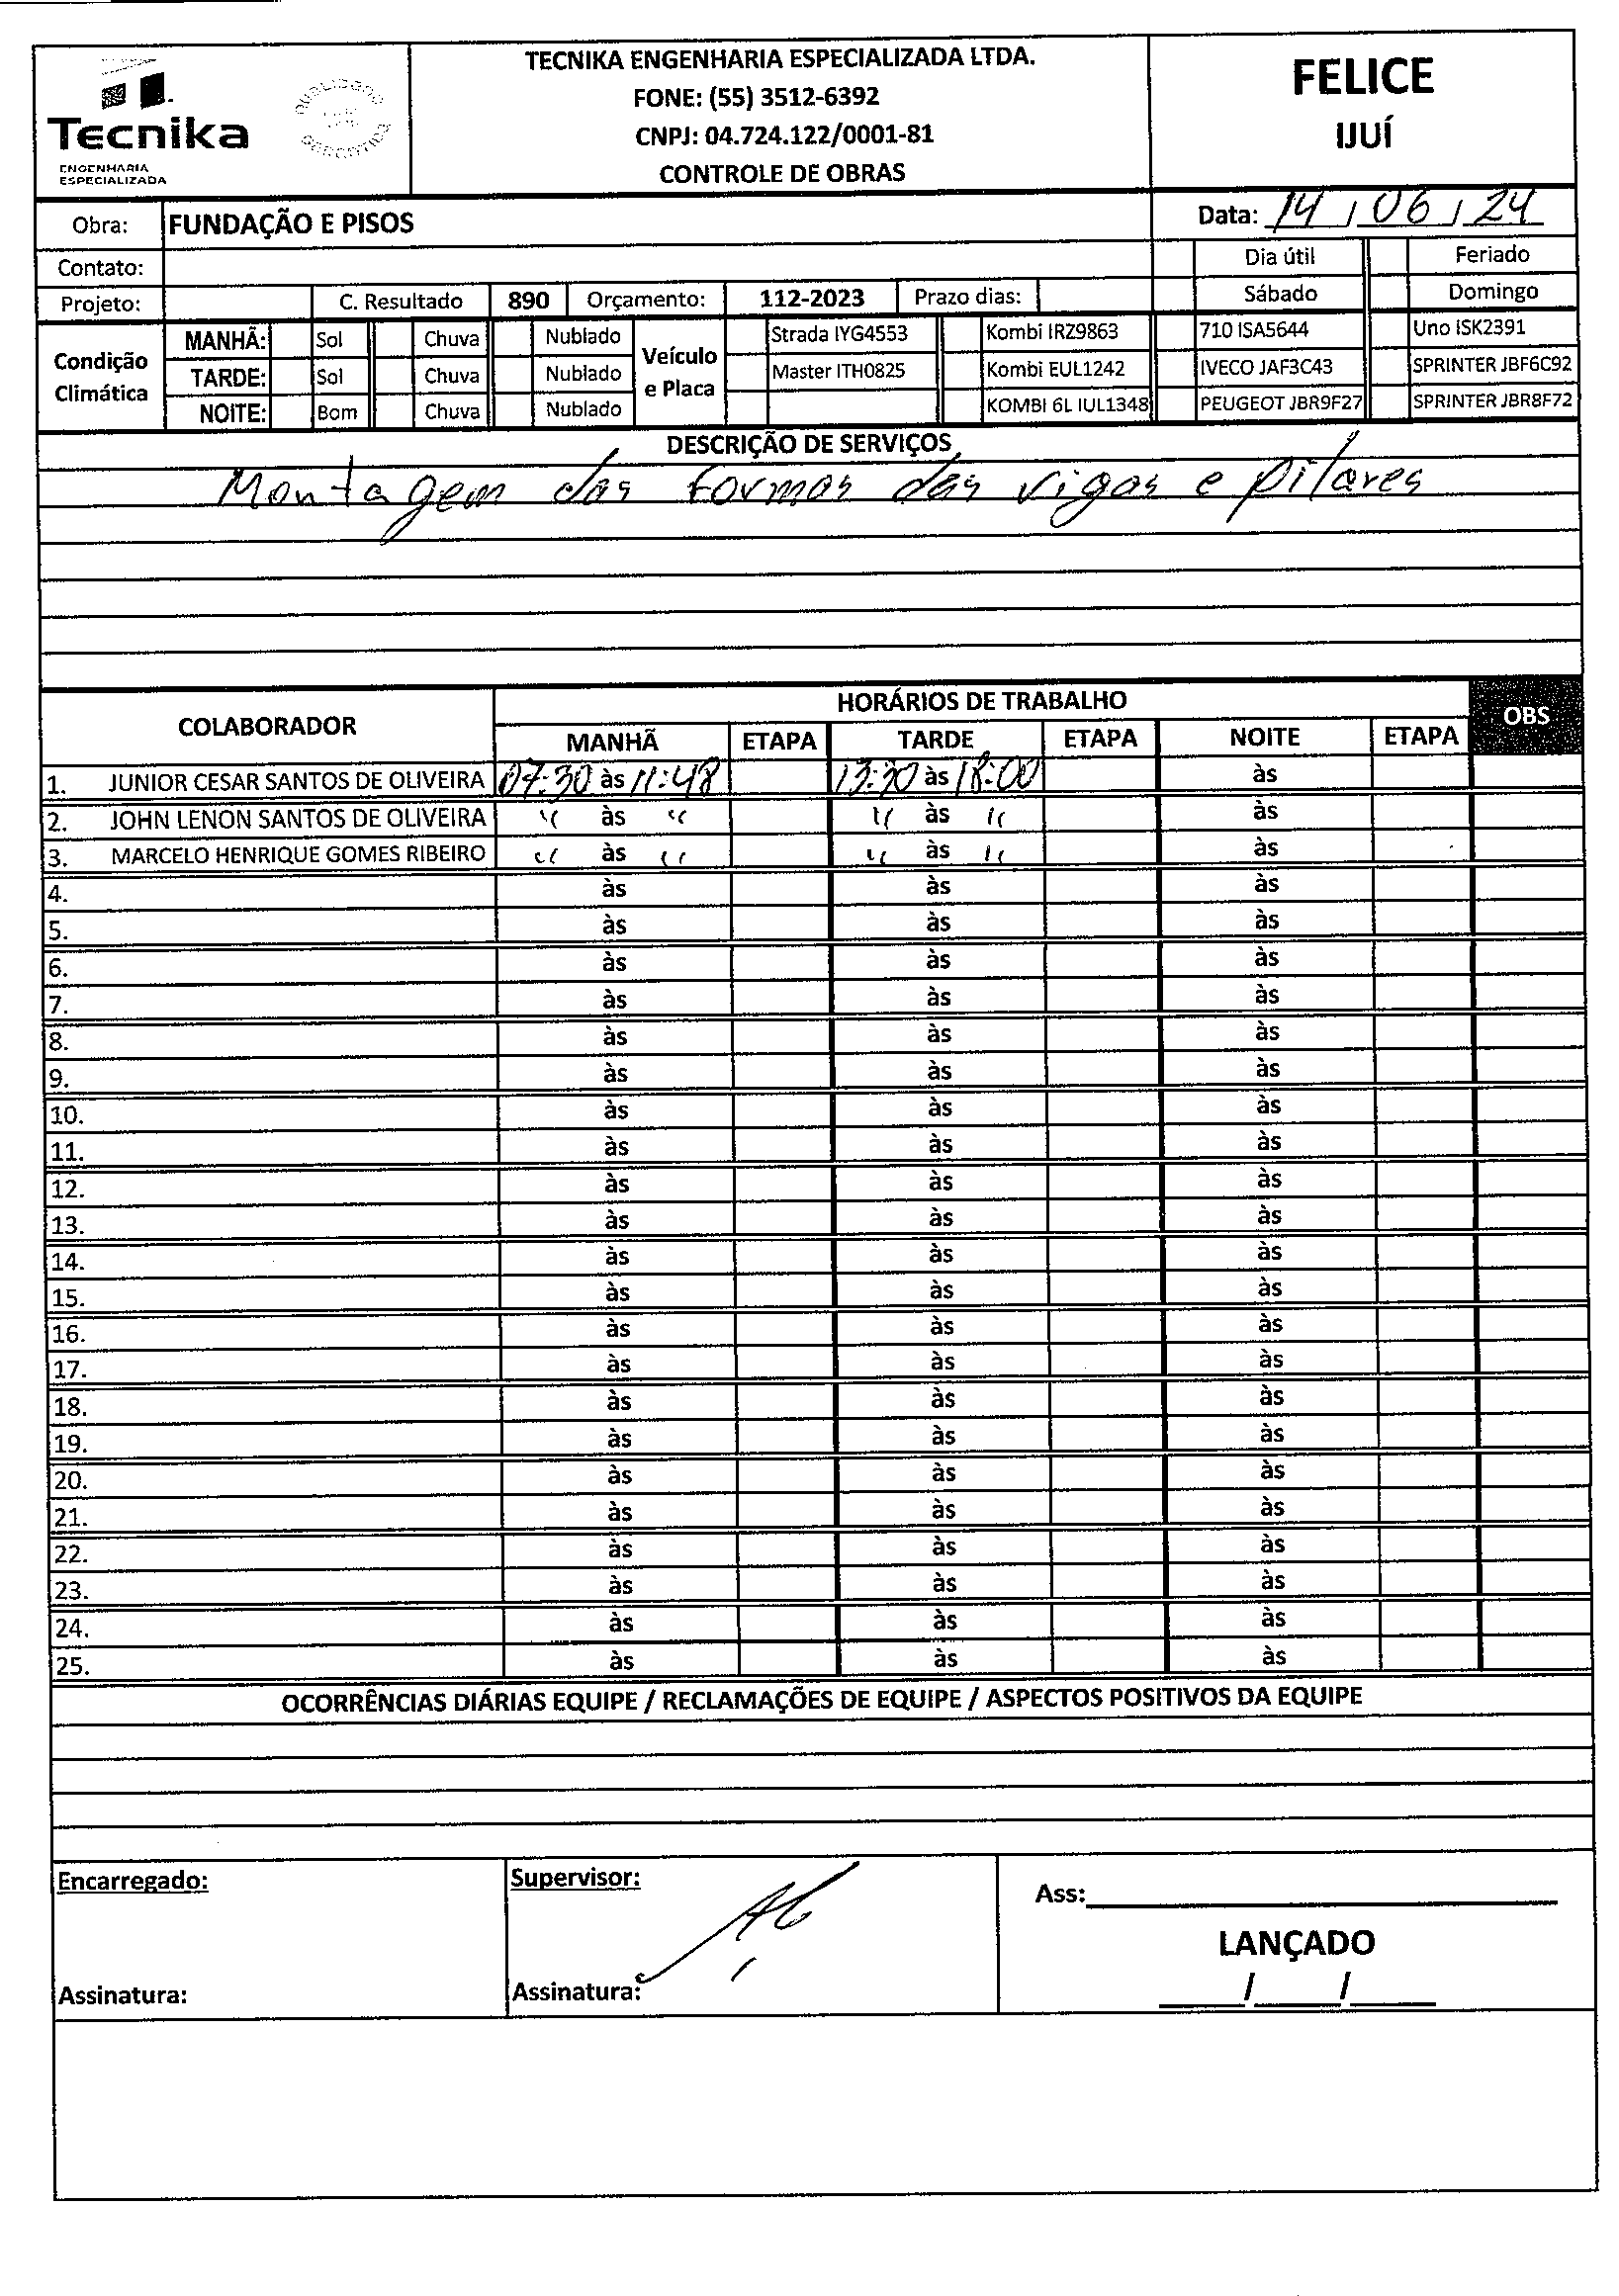 Tecnika
ENGENHARIA
ESPECIALIZADA
TECNIKA ENGENHARIA ESPECIALIZADA LTDA.
FONE: (55) 3512-6392
CNPJ: 04.724.122/0001-81
CONTROLE DE OBRAS
FELICE
IJUÍ
Obra: FUNDAÇÃO E PISOS Data: 14/06/24
Contato: Dia útil Feriado
Projeto: C. Resultado 890 Orçamento: 112-2023 Prazo dias: Sábado Domingo
Condição Climática
MANHÃ: Sol Chuva Nublado
TARDE: Sol Chuva Nublado
NOITE: Bom Chuva Nublado
Veículo e Placa
Strada IYG4553 Kombi IRZ9863 710 ISA5644 Uno ISK2391
Master ITH0825 Kombi EUL1242 IVECO JAF3C43 SPRINTER JBF6C92
KOMBI 6L IUL1348 PEUGEOT JBR9F27 SPRINTER JBR8F72
DESCRIÇÃO DE SERVIÇOS
Montagem das formas das vigas e pilares
COLABORADOR HORÁRIOS DE TRABALHO OBS
MANHÃ ETAPA TARDE ETAPA NOITE ETAPA
1. JUNIOR CESAR SANTOS DE OLIVEIRA 07:30 às 11:48 13:30 às 18:00 às
2. JOHN LENON SANTOS DE OLIVEIRA " às " " às " às
3. MARCELO HENRIQUE GOMES RIBEIRO " às " " às " às
4. às às às
5. às às às
6. às às às
7. às às às
8. às às às
9. às às às
10. às às às
11. às às às
12. às às às
13. às às às
14. às às às
15. às às às
16. às às às
17. às às às
18. às às às
19. às às às
20. às às às
21. às às às
22. às às às
23. às às às
24. às às às
25. às às às
OCORRÊNCIAS DIÁRIAS EQUIPE / RECLAMAÇÕES DE EQUIPE / ASPECTOS POSITIVOS DA EQUIPE
Encarregado:
Assinatura:
Supervisor:
Assinatura:
Ass:
LANÇADO
/ /